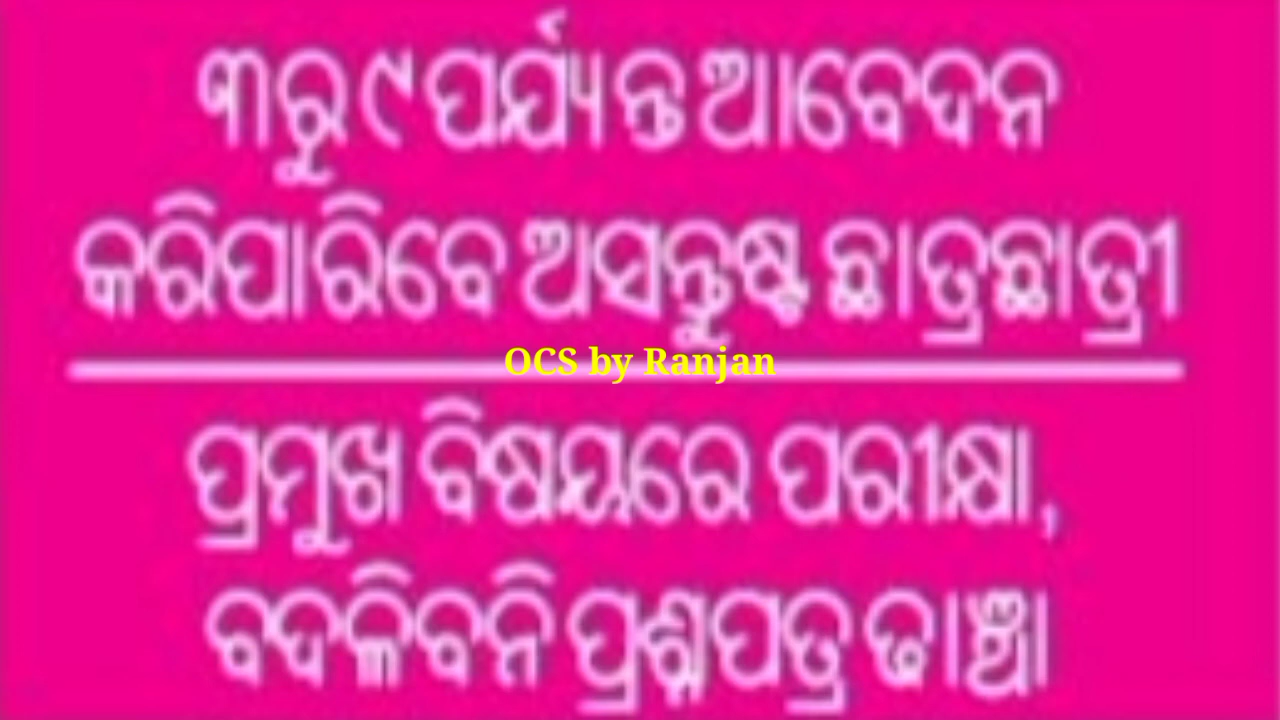 ୩ରୁ ୯ ପର୍ଯ୍ୟନ୍ତ ଆବେଦନ
କରିପାରିବେ ଅସନ୍ତୁଷ୍ଟ ଛାତ୍ରଛାତ୍ରୀ
OCS by Ranjan
ପ୍ରମୁଖ ବିଷୟରେ ପରୀକ୍ଷା,
ବଦଳିବନି ପ୍ରଶ୍ନପତ୍ର ଢାଞ୍ଚା